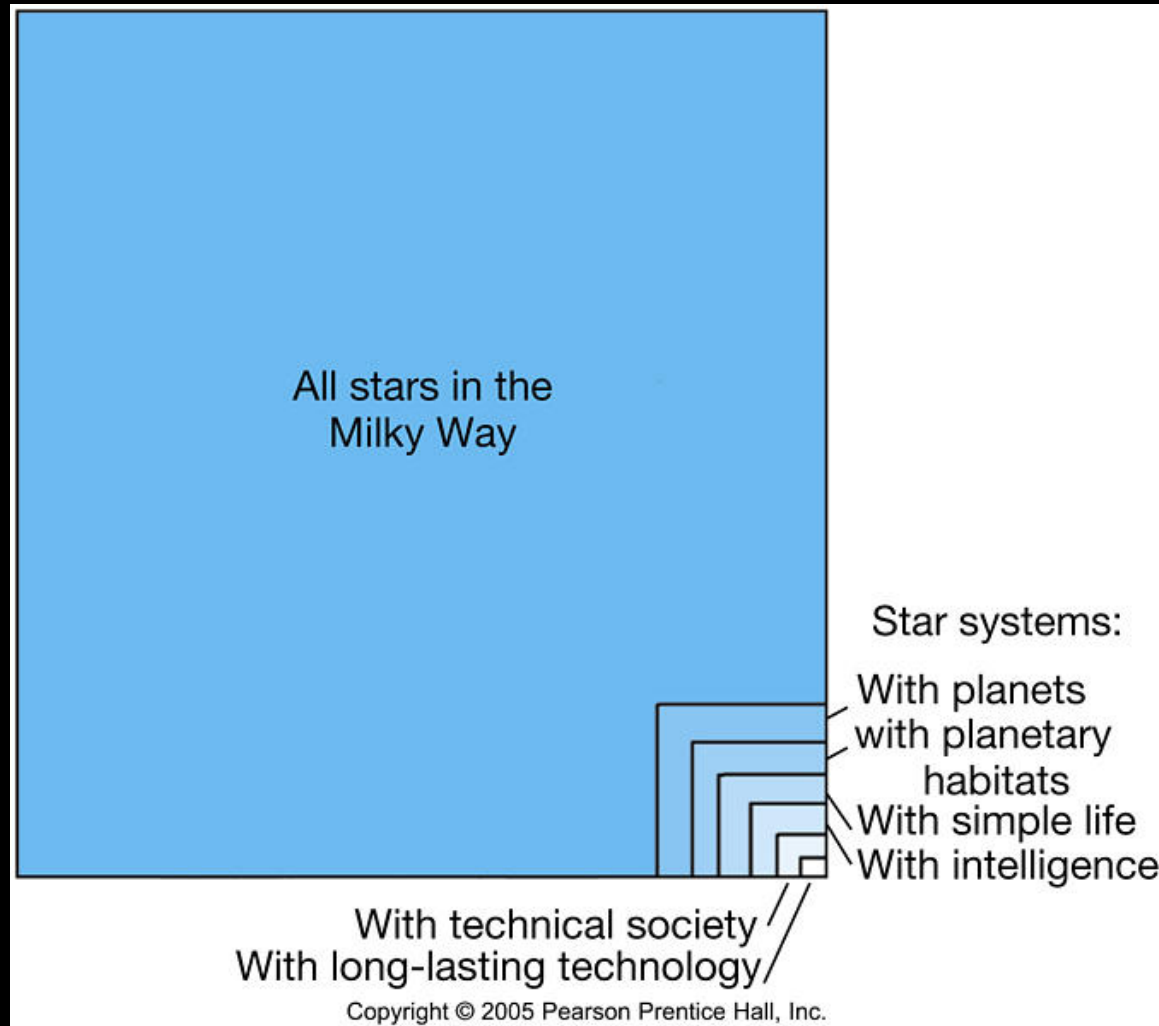 All stars in the
Milky Way
Star systems:
With planets
with planetary
habitats
With simple life
With intelligence
With technical society
With long-lasting technology
Copyright © 2005 Pearson Prentice Hall, Inc.